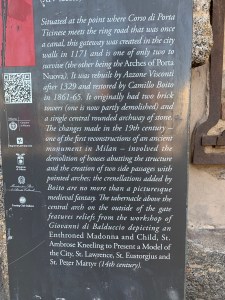 Situated at the point where Corso di Porta
Ticinese meets the ring road that was once
a canal, this gateway was created in the city
walls in 1171 and is one of only two to
survive (the other being the Arches of Porta
Nuova). It was rebuilt by Azzone Visconti
after 1329 and restored by Camillo Boito
in 1861-65. It originally had two brick
towers (one is now partly demolished) and
a single central rounded archway of stone.
The changes made in the 19th century –
one of the first reconstructions of an ancient
monument in Milan – involved the
demolition of houses abutting the structure
and the creation of two side passages with
pointed arches; the crenellations added by
Boito are no more than a picturesque
medieval fantasy. The tabernacle above the
central arch on the outside of the gate
features reliefs from the workshop of
Giovanni di Balduccio depicting an
Enthroned Madonna and Child, St.
Ambrose Kneeling to Present a Model of
the City, St. Lawrence, St. Eustorgius and
St. Peter Martyr (14th century).